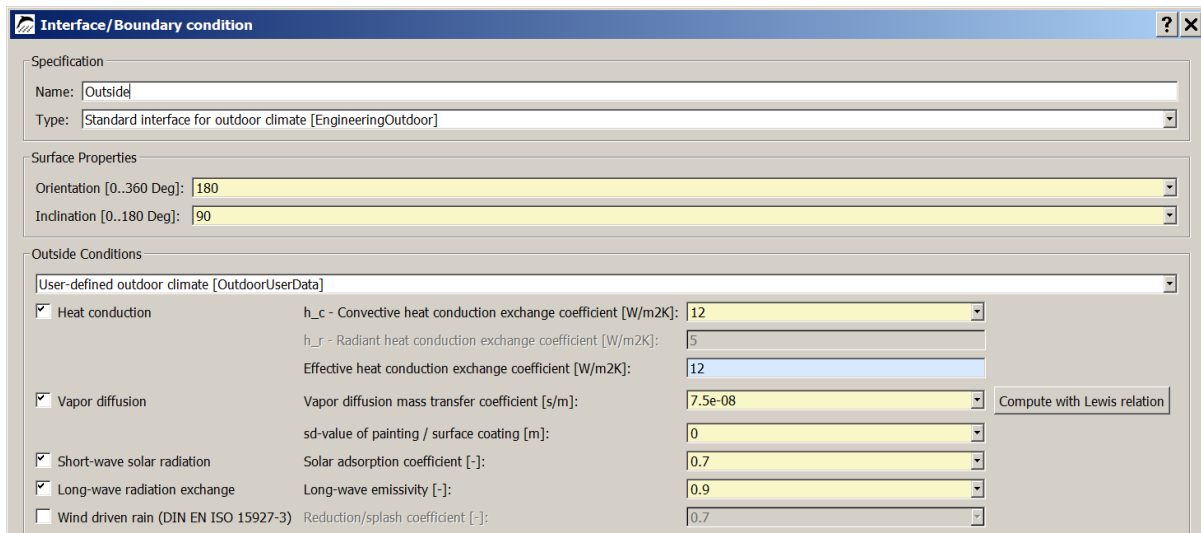 Interface/Boundary condition
Specification
Name: Outside
Type: Standard interface for outdoor climate [EngineeringOutdoor]
Surface Properties
Orientation [0..360 Deg]: 180
Inclination [0..180 Deg]: 90
Outside Conditions
User-defined outdoor climate [OutdoorUserData]
Heat conduction h_c - Convective heat conduction exchange coefficient [W/m2K]: 12
h_r - Radiant heat conduction exchange coefficient [W/m2K]: 5
Effective heat conduction exchange coefficient [W/m2K]: 12
Vapor diffusion Vapor diffusion mass transfer coefficient [s/m]: 7.5e-08 Compute with Lewis relation
sd-value of painting / surface coating [m]: 0
Short-wave solar radiation Solar adsorption coefficient [-]: 0.7
Long-wave radiation exchange Long-wave emissivity [-]: 0.9
Wind driven rain (DIN EN ISO 15927-3) Reduction/splash coefficient [-]: 0.7